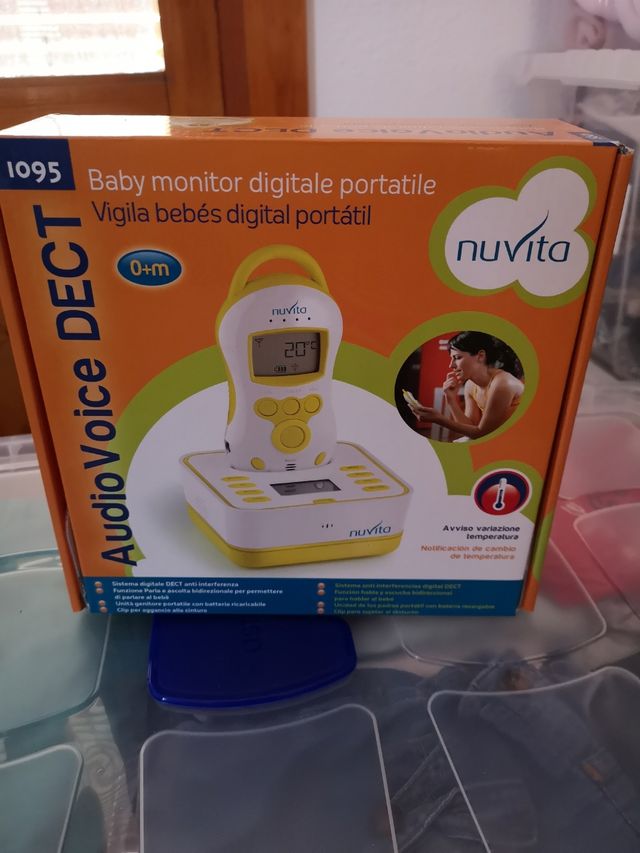 AudioVoice DECT
1095
Baby monitor digitale portatile
Vigila bebés digital portátil
nuvita
0+m
AudioVoice DECT
nuvita
20°C
nuvita
Avviso variazione
temperatura
Notificación de cambio
de temperatura
Sistema digitale DECT anti interferenza
Funzione Parla e ascolta bidirezionale per permettere
di parlare al bebè
Unità genitore portatile con batteria ricaricabile
Clip per aggancio alla cintura
Sistema anti interferencias digital DECT
Función habla y escucha bidireccional
para hablar al bebé
Unidad de los padres portátil con batería recargable
Clip para sujetar al cinturón